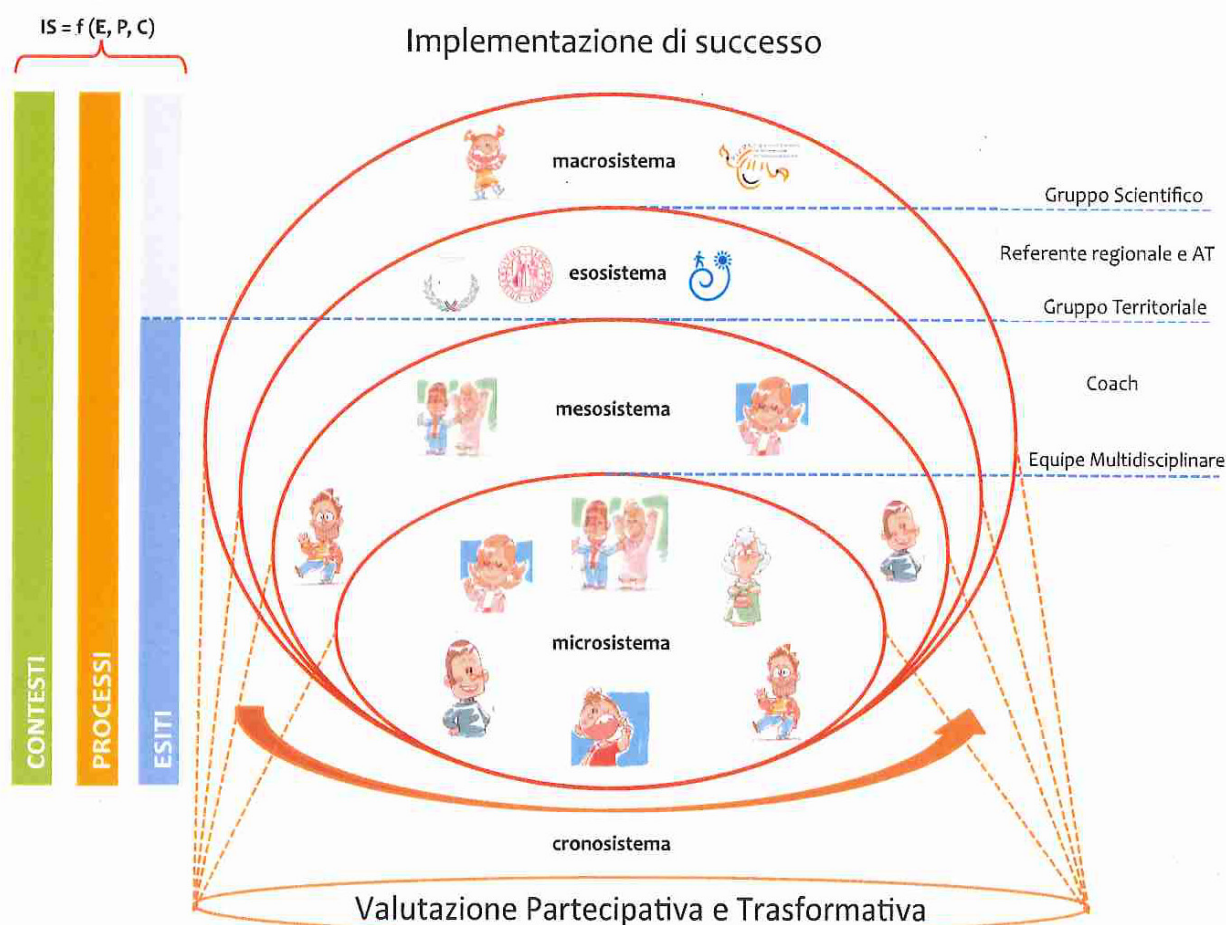 IS = f (E, P, C)
Implementazione di successo
macrosistema
Gruppo Scientifico
Referente regionale e AT
esosistema
Gruppo Territoriale
Coach
mesosistema
Equipe Multidisciplinare
microsistema
CONTESTI
PROCESSI
ESITI
cronosistema
Valutazione Partecipativa e Trasformativa